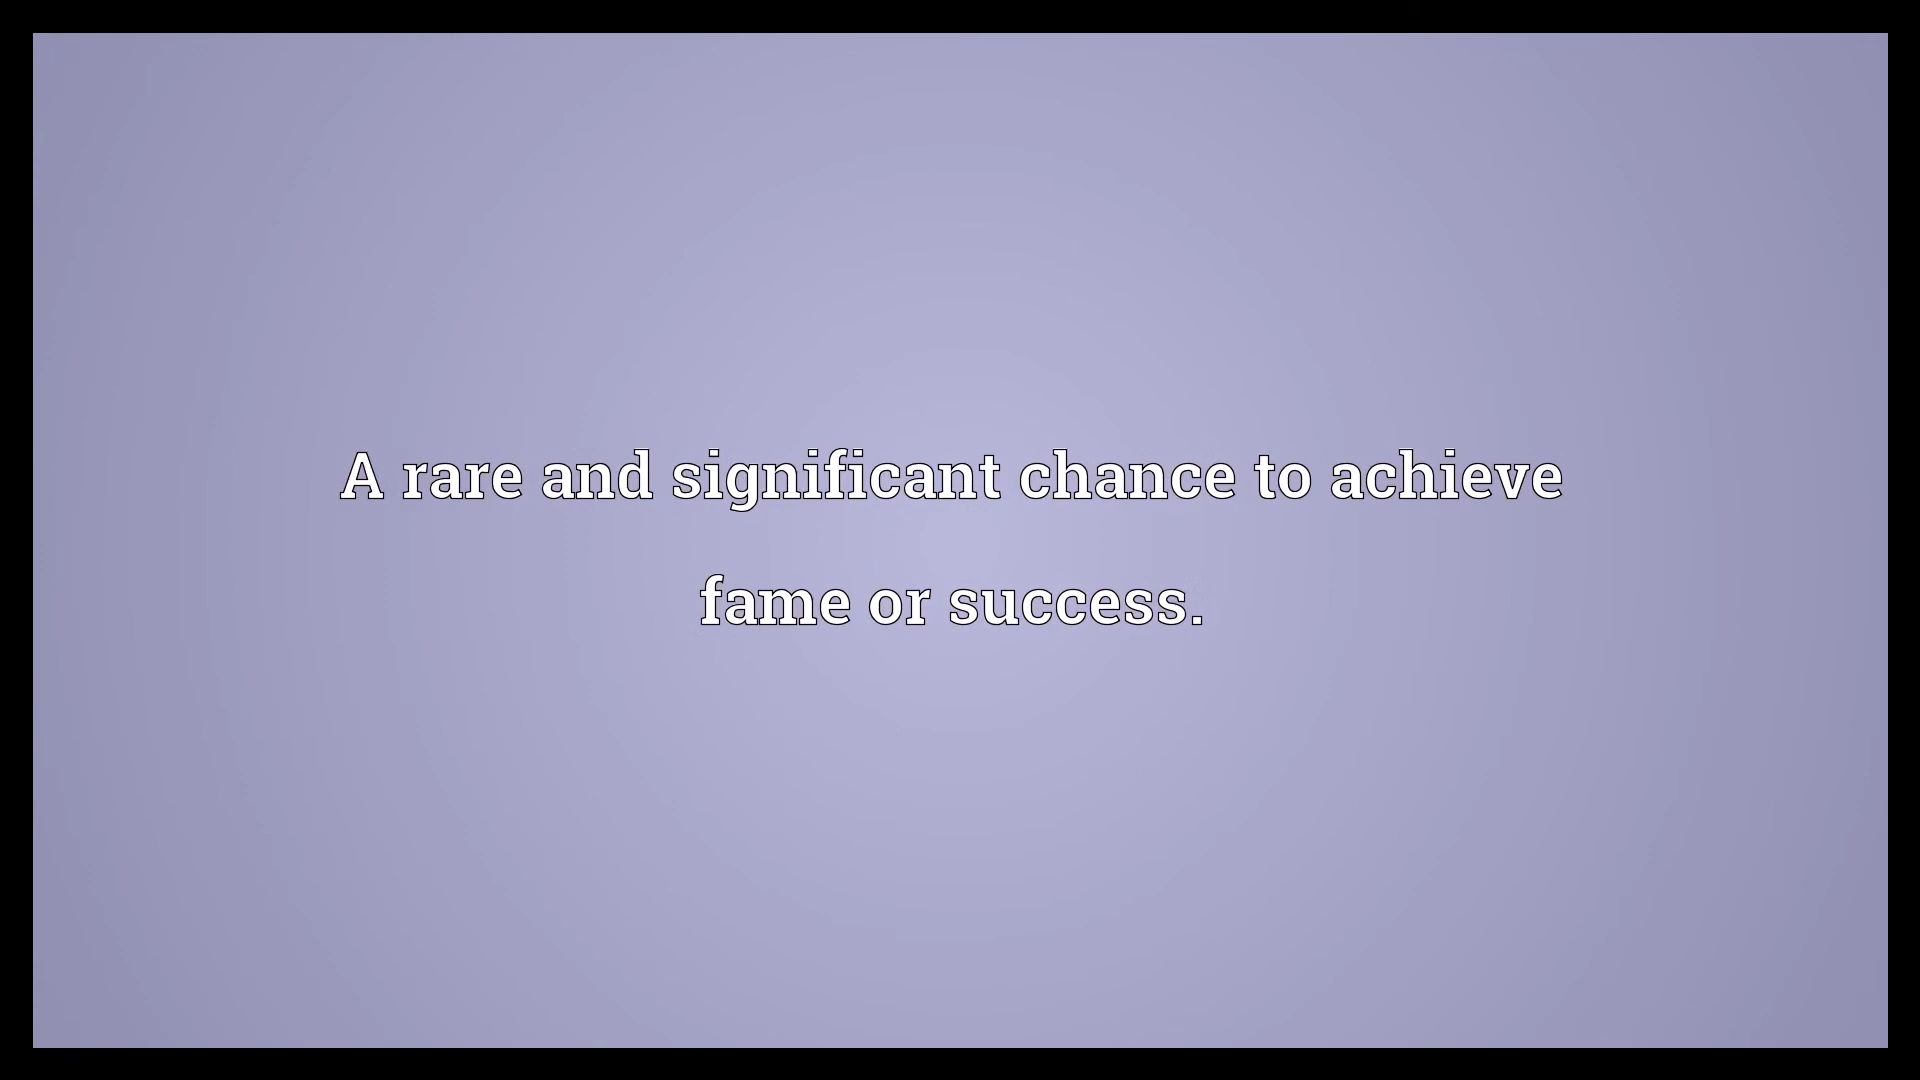 A rare and significant chance to achieve
fame or success.